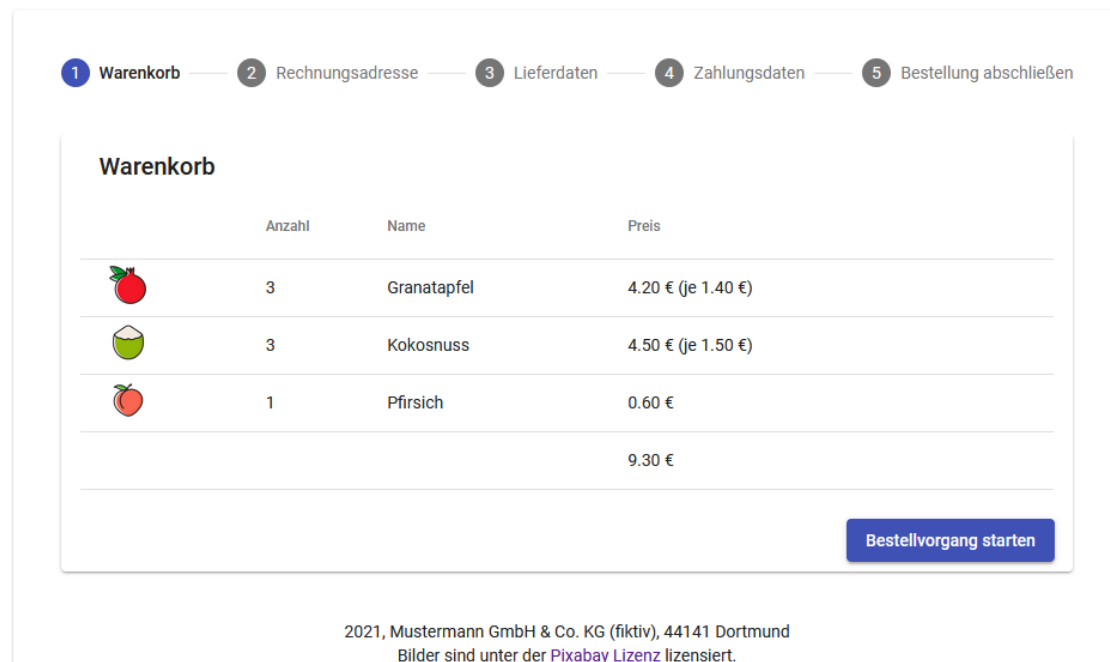 1 Warenkorb 2 Rechnungsadresse 3 Lieferdaten 4 Zahlungsdaten 5 Bestellung abschließen
Warenkorb
Anzahl Name Preis
3 Granatapfel 4.20 € (je 1.40 €)
3 Kokosnuss 4.50 € (je 1.50 €)
1 Pfirsich 0.60 €
9.30 €
Bestellvorgang starten
2021, Mustermann GmbH & Co. KG (fiktiv), 44141 Dortmund
Bilder sind unter der Pixabay Lizenz lizensiert.